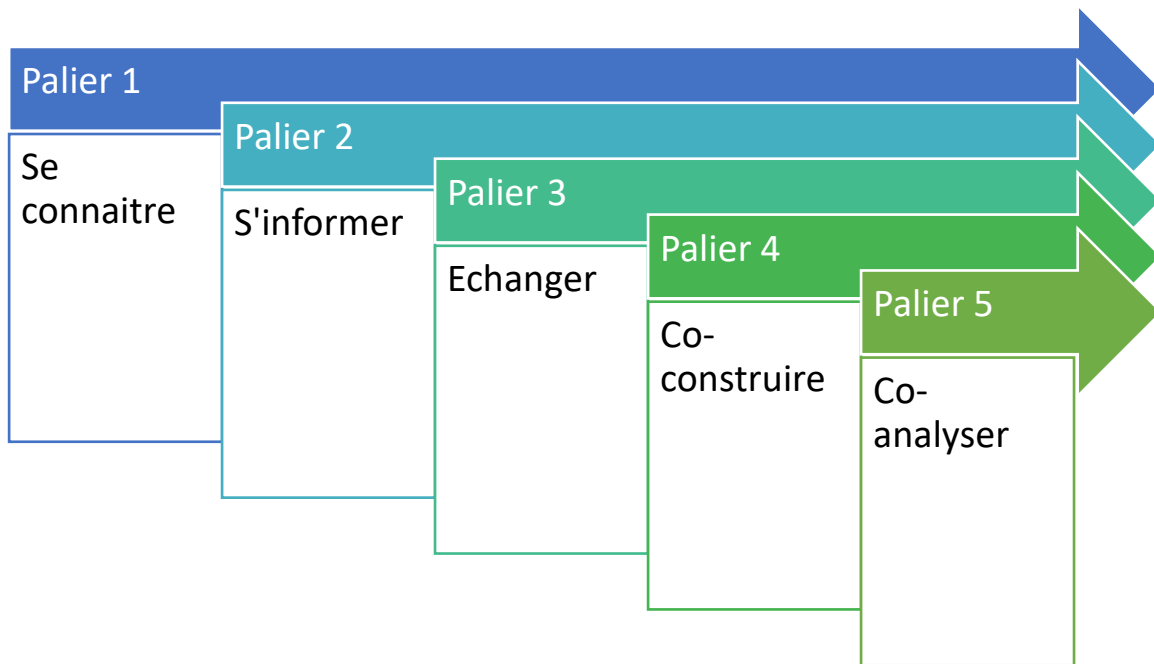 Palier 1
Se
connaitre
Palier 2
S'informer
Palier 3
Echanger
Palier 4
Co-
construire
Palier 5
Co-
analyser